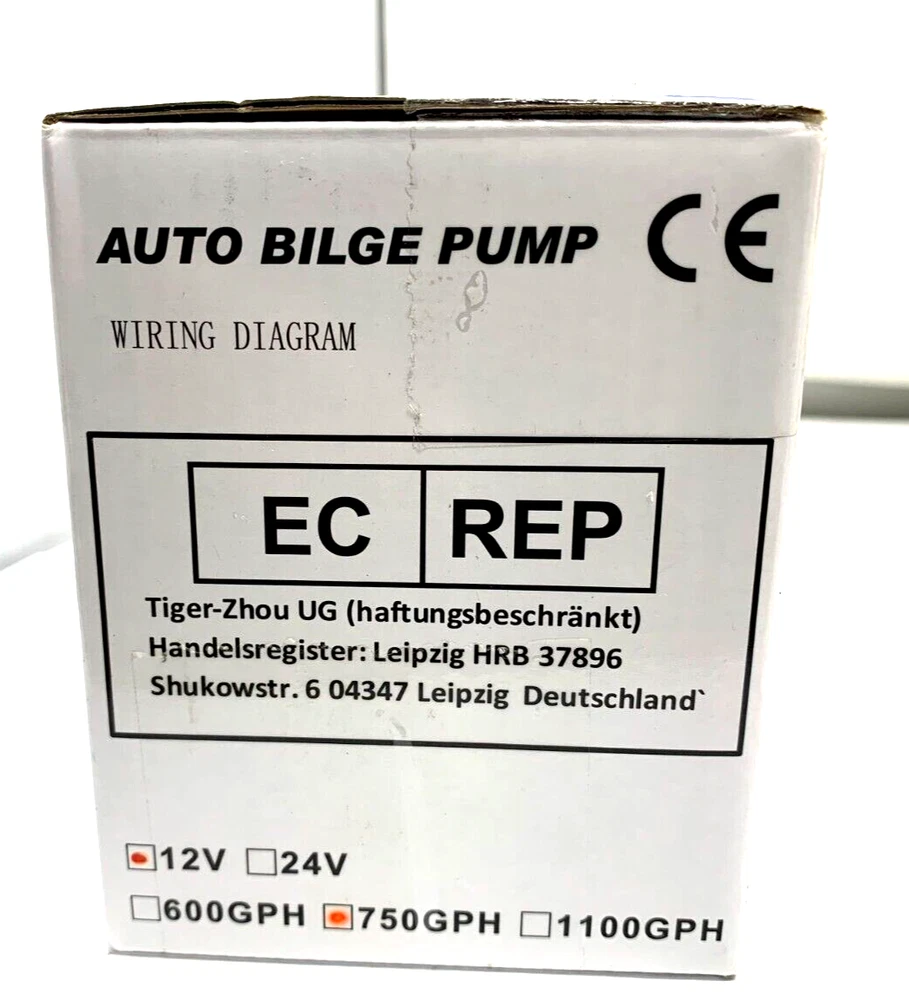 AUTO BILGE PUMP CE
WIRING DIAGRAM
EC REP
Tiger-Zhou UG (haftungsbeschränkt)
Handelsregister: Leipzig HRB 37896
Shukowstr. 6 04347 Leipzig Deutschland`
12V 24V
600GPH 750GPH 1100GPH